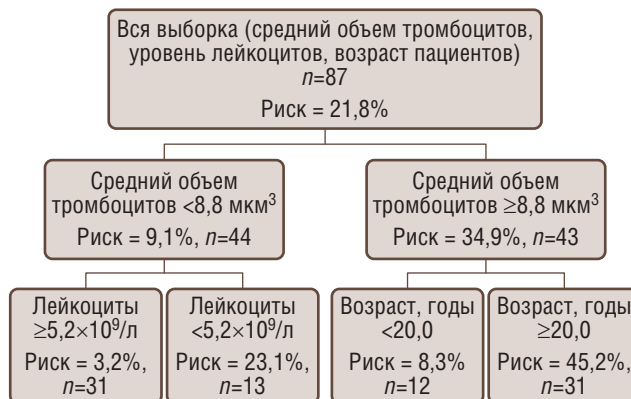 Вся выборка (средний объем тромбоцитов,
уровень лейкоцитов, возраст пациентов)
n=87
Риск = 21,8%
Средний объем
тромбоцитов <8,8 мкм³
Риск = 9,1%, n=44
Средний объем
тромбоцитов ≥8,8 мкм³
Риск = 34,9%, n=43
Лейкоциты
≥5,2×10⁹/л
Риск = 3,2%,
n=31
Лейкоциты
<5,2×10⁹/л
Риск = 23,1%,
n=13
Возраст, годы
<20,0
Риск = 8,3%
n=12
Возраст, годы
≥20,0
Риск = 45,2%,
n=31